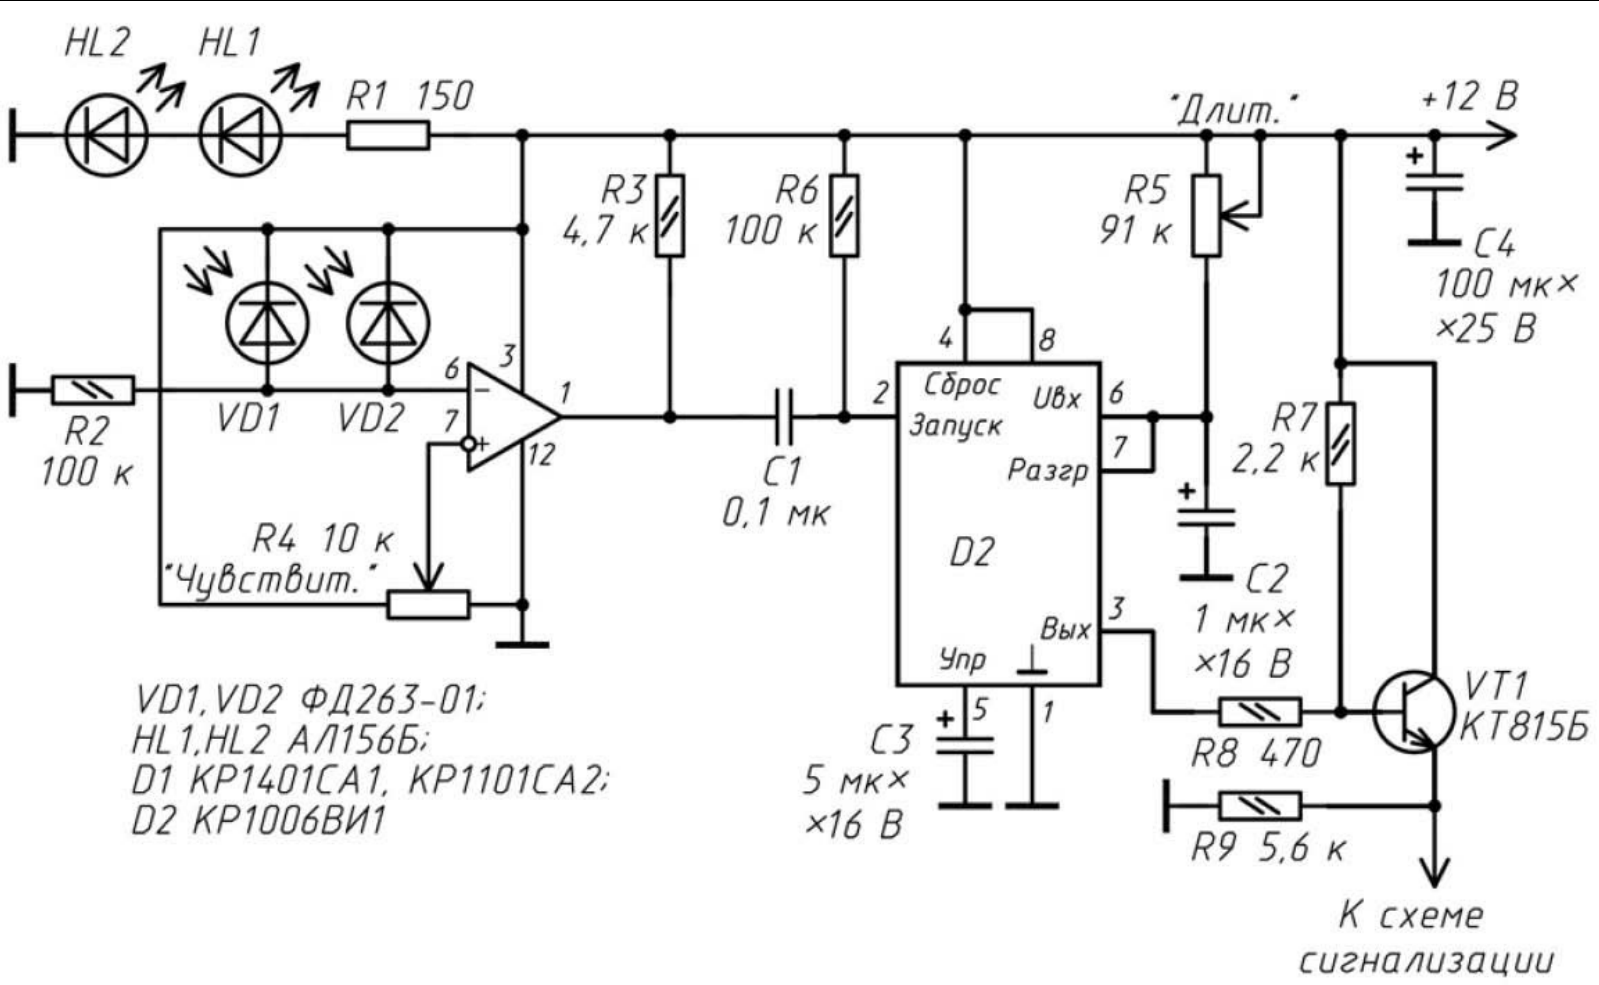 HL2
HL1
R1 150
"Длит."
+12 В
+
R3
4,7 к
R6
100 к
R5
91 к
C4
100 мк×
×25 В
VD1
VD2
6
3
7
−
+
1
12
R2
100 к
C1
0,1 мк
R4 10 к
"Чувствит."
4
8
2
Сброс
Запуск
Uвх
6
7
Разгр
D2
Вых
3
Упр
5
1
+
C2
1 мк×
×16 В
R7
2,2 к
+
C3
5 мк×
×16 В
R8 470
VT1
КТ815Б
R9 5,6 к
К схеме
сигнализации
VD1,VD2 ФД263-01;
HL1,HL2 АЛ156Б;
D1 КР1401СА1, КР1101СА2;
D2 КР1006ВИ1